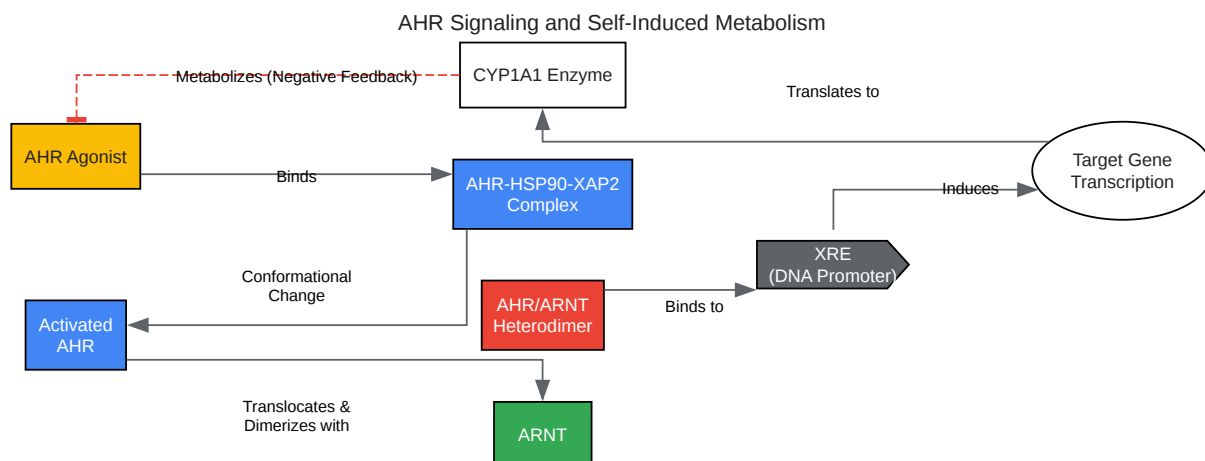 AHR Signaling and Self-Induced Metabolism
CYP1A1 Enzyme
Metabolizes (Negative Feedback)
Translates to
AHR Agonist
Binds
AHR-HSP90-XAP2
Complex
Target Gene
Transcription
Induces
XRE
(DNA Promoter)
Conformational
Change
AHR/ARNT
Heterodimer
Binds to
Activated
AHR
Translocates &
Dimerizes with
ARNT